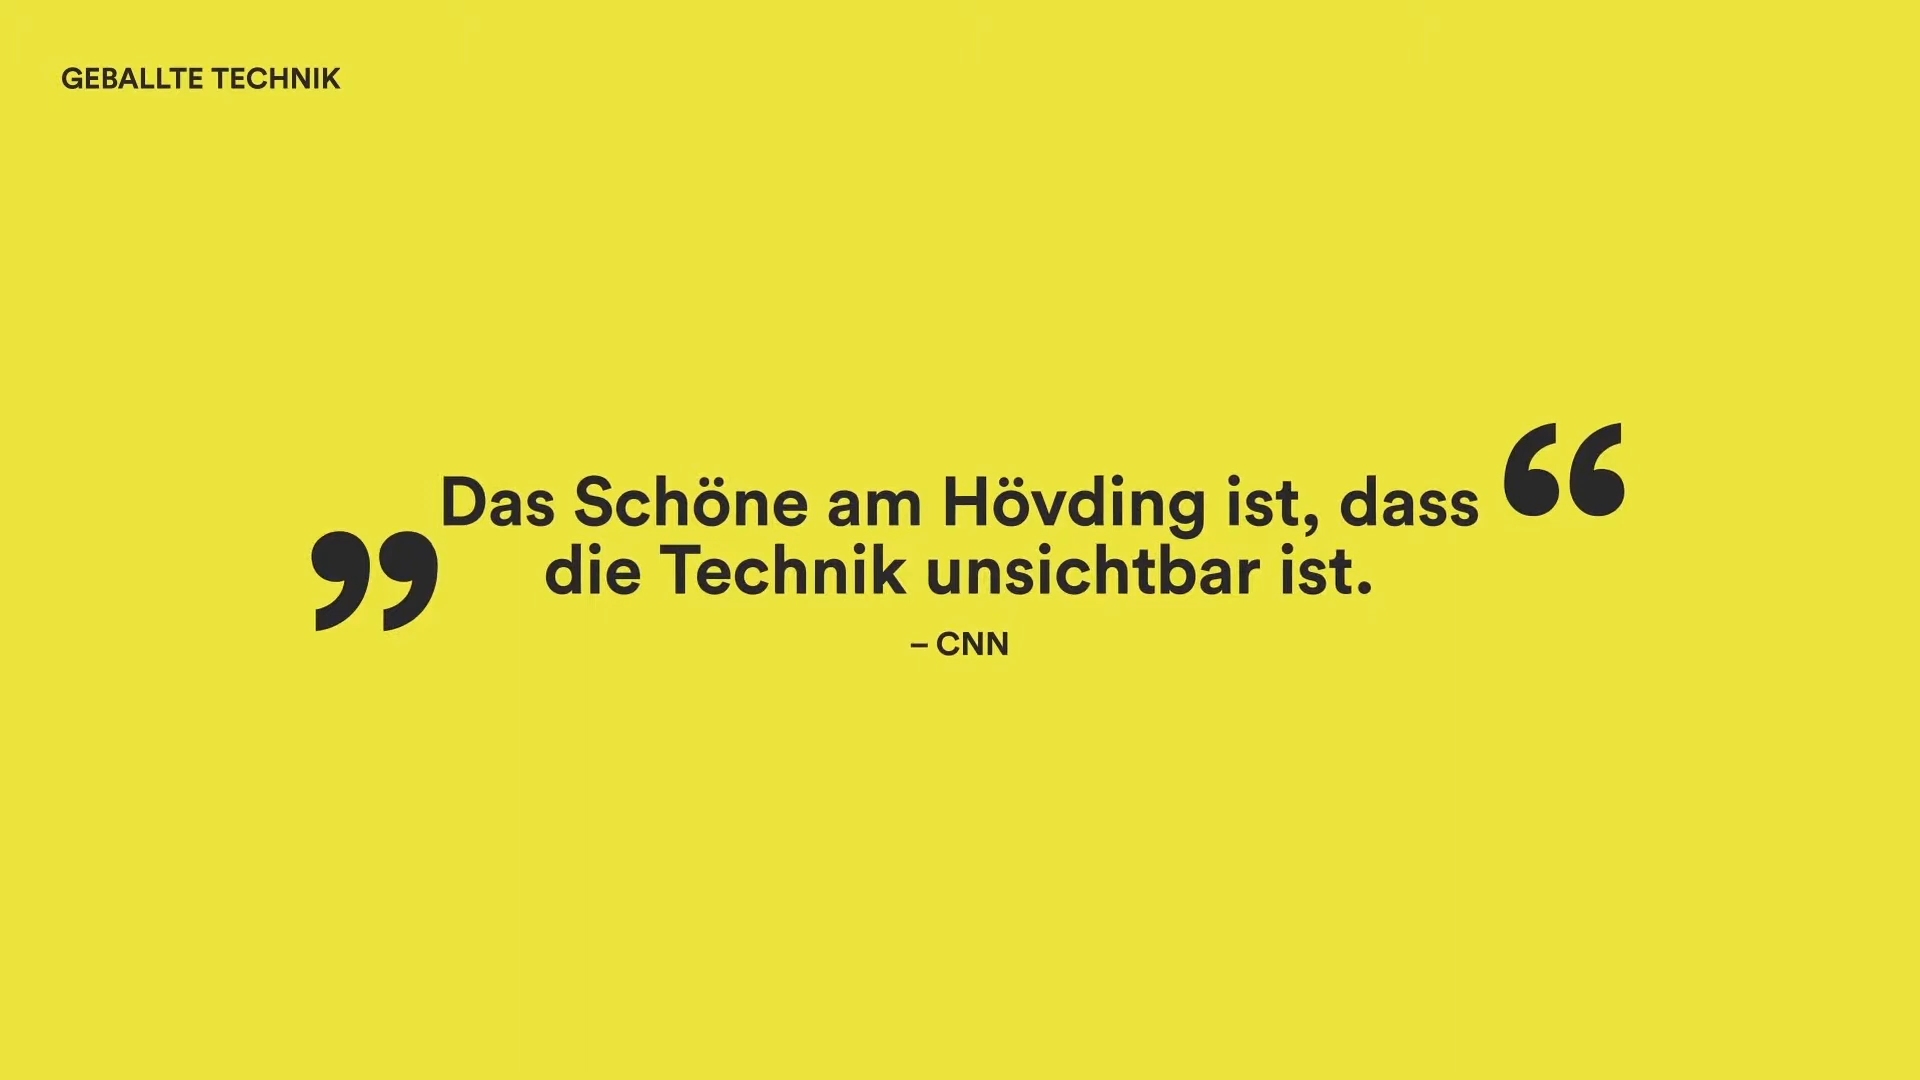 GEBALLTE TECHNIK
„Das Schöne am Hövding ist, dass
die Technik unsichtbar ist.“
– CNN